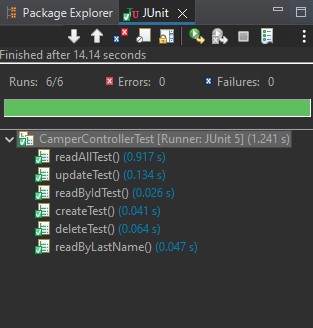 Package Explorer JUnit
Finished after 14.14 seconds
Runs: 6/6 Errors: 0 Failures: 0
CamperControllerTest [Runner: JUnit 5] (1.241 s)
readAllTest() (0.917 s)
updateTest() (0.134 s)
readByIdTest() (0.026 s)
createTest() (0.041 s)
deleteTest() (0.064 s)
readByLastName() (0.047 s)